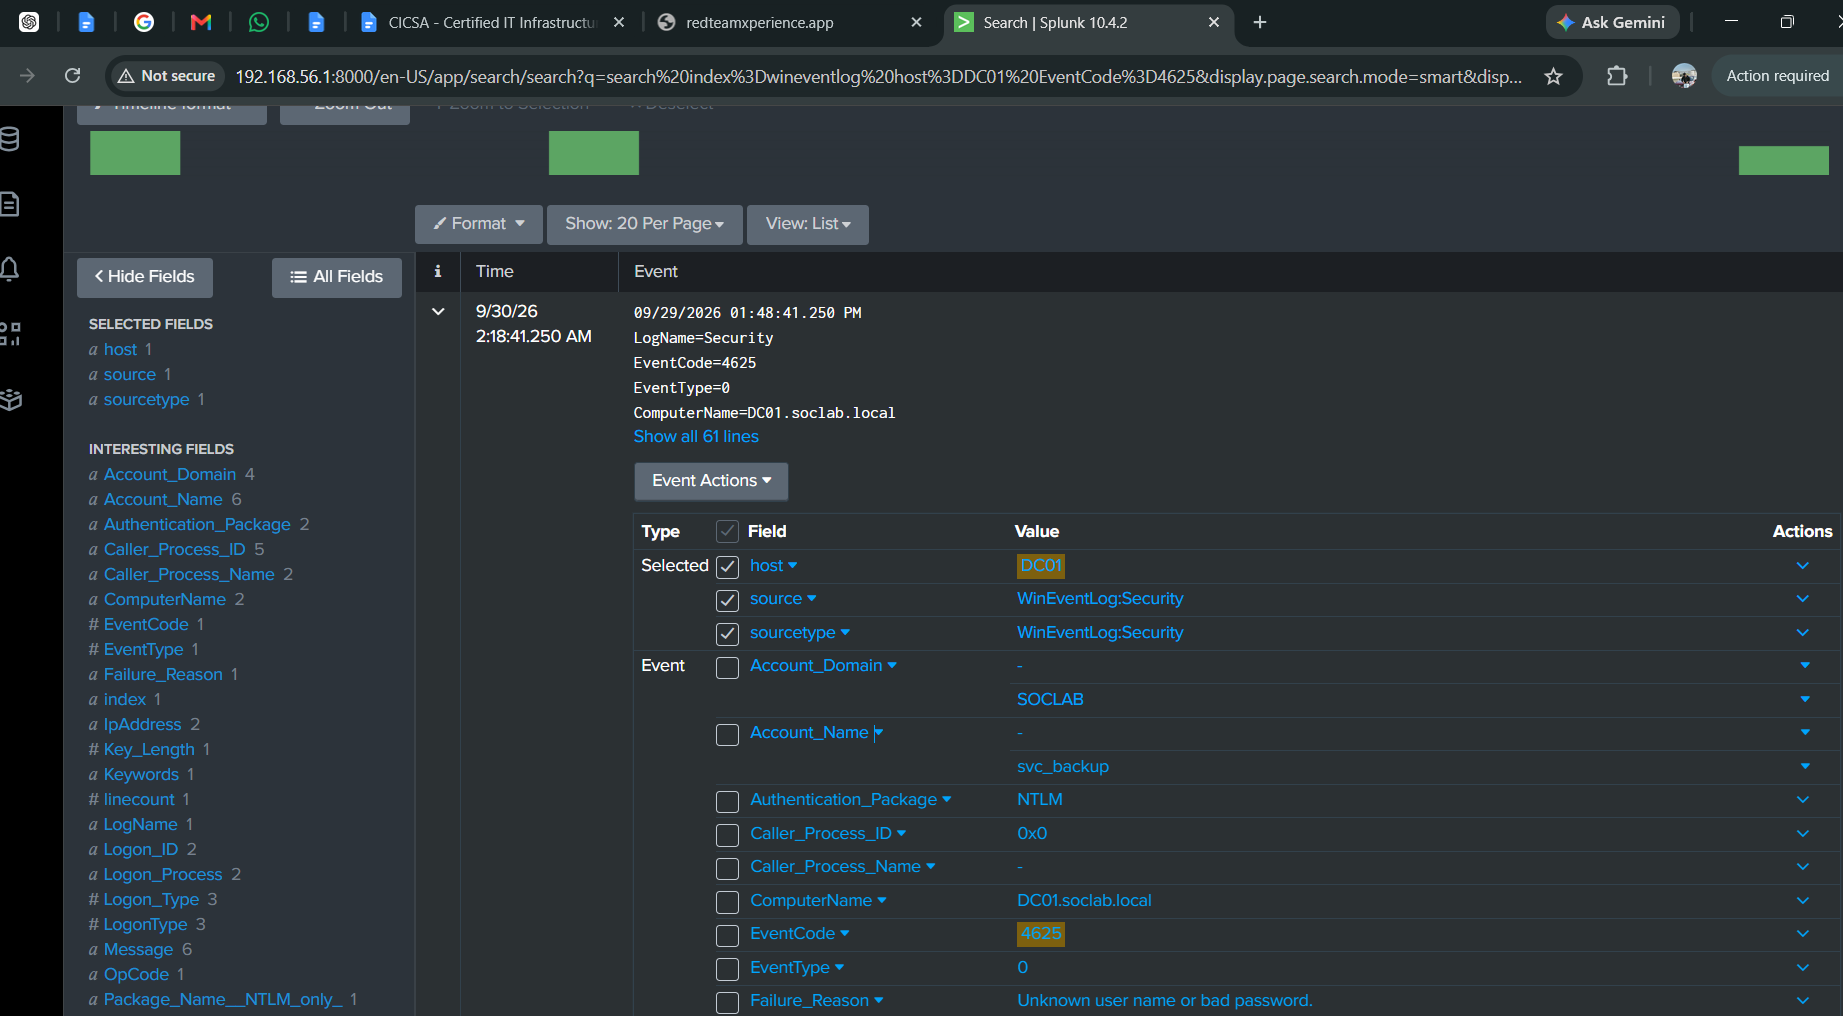 CICSA - Certified IT Infrastructu
redteamxperience.app
Search | Splunk 10.4.2
Ask Gemini
Not secure
192.168.56.1:8000/en-US/app/search/search?q=search%20index%3Dwineventlog%20host%3DDC01%20EventCode%3D4625&display.page.search.mode=smart&disp...
Action required
Format
Show: 20 Per Page
View: List
Hide Fields
All Fields
i
Time
Event
SELECTED FIELDS
a host 1
a source 1
a sourcetype 1
INTERESTING FIELDS
a Account_Domain 4
a Account_Name 6
a Authentication_Package 2
a Caller_Process_ID 5
a Caller_Process_Name 2
a ComputerName 2
# EventCode 1
# EventType 1
a Failure_Reason 1
a index 1
a IpAddress 2
# Key_Length 1
a Keywords 1
# linecount 1
a LogName 1
a Logon_ID 2
a Logon_Process 2
# Logon_Type 3
# LogonType 3
a Message 6
a OpCode 1
a Package_Name__NTLM_only_ 1
9/30/26
2:18:41.250 AM
09/29/2026 01:48:41.250 PM
LogName=Security
EventCode=4625
EventType=0
ComputerName=DC01.soclab.local
Show all 61 lines
Event Actions
Type Field Value Actions
Selected host DC01
source WinEventLog:Security
sourcetype WinEventLog:Security
Event Account_Domain -
SOCLAB
Account_Name -
svc_backup
Authentication_Package NTLM
Caller_Process_ID 0x0
Caller_Process_Name -
ComputerName DC01.soclab.local
EventCode 4625
EventType 0
Failure_Reason Unknown user name or bad password.